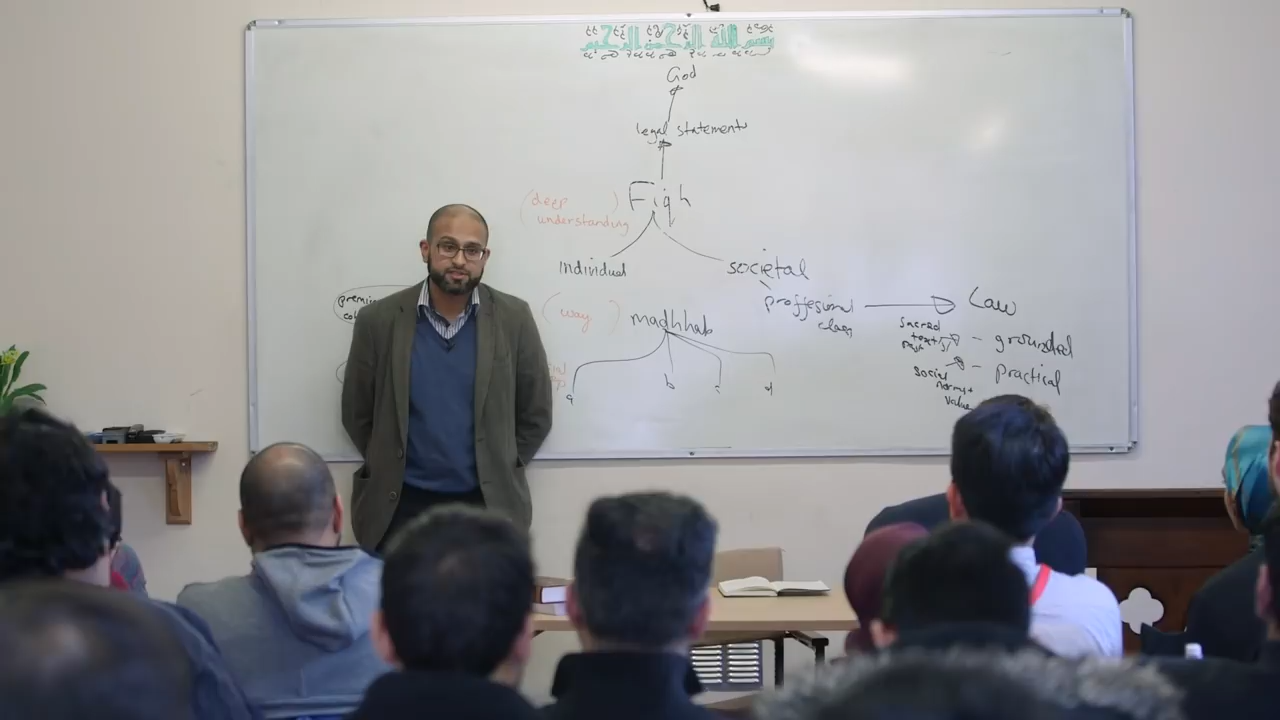 بسم الله الرحمن الرحيم
God
legal statements
Fiqh
(deep
understanding)
individual
societal
proffesional
class
Law
(way)
madhhab
a b c d
sacred
texts
- grounded
social
norms +
values
- practical